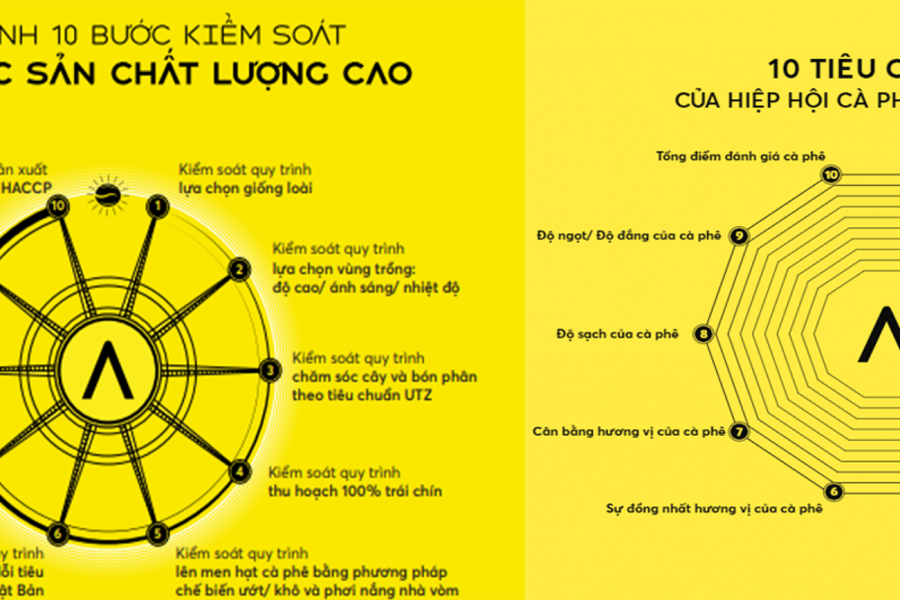 NH 10 BƯỚC KIỂM SOÁT
C SẢN CHẤT LƯỢNG CAO
ản xuất
HACCP
10
1
Kiểm soát quy trình
lựa chọn giống loài
2
Kiểm soát quy trình
lựa chọn vùng trồng:
độ cao/ ánh sáng/ nhiệt độ
3
Kiểm soát quy trình
chăm sóc cây và bón phân
theo tiêu chuẩn UTZ
4
Kiểm soát quy trình
thu hoạch 100% trái chín
5
Kiểm soát quy trình
lên men hạt cà phê bằng phương pháp
chế biến ướt/ khô và phơi nắng nhà vòm
6
y trình
lỗi tiêu
ật Bản
10 TIÊU C
CỦA HIỆP HỘI CÀ PH
Tổng điểm đánh giá cà phê
10
Độ ngọt/ Độ đắng của cà phê
9
Độ sạch của cà phê
8
Cân bằng hương vị của cà phê
7
6
Sự đồng nhất hương vị của cà phê